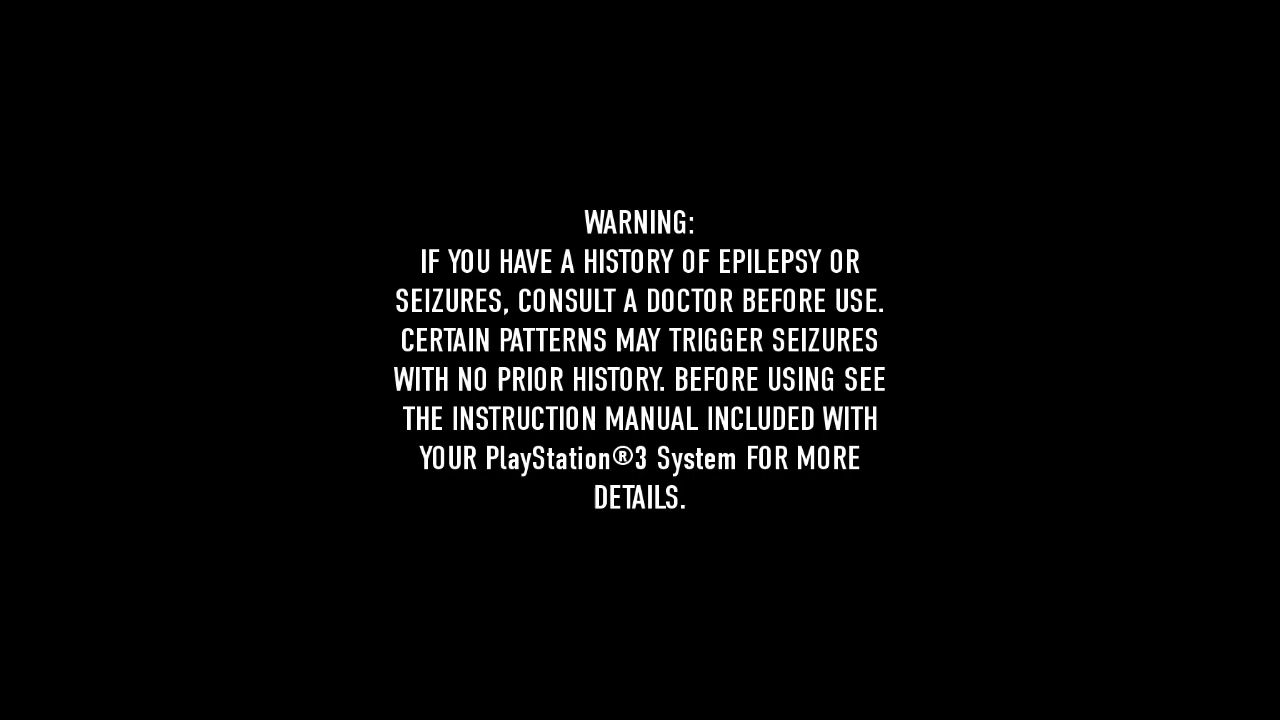 WARNING:
IF YOU HAVE A HISTORY OF EPILEPSY OR
SEIZURES, CONSULT A DOCTOR BEFORE USE.
CERTAIN PATTERNS MAY TRIGGER SEIZURES
WITH NO PRIOR HISTORY. BEFORE USING SEE
THE INSTRUCTION MANUAL INCLUDED WITH
YOUR PlayStation®3 System FOR MORE
DETAILS.